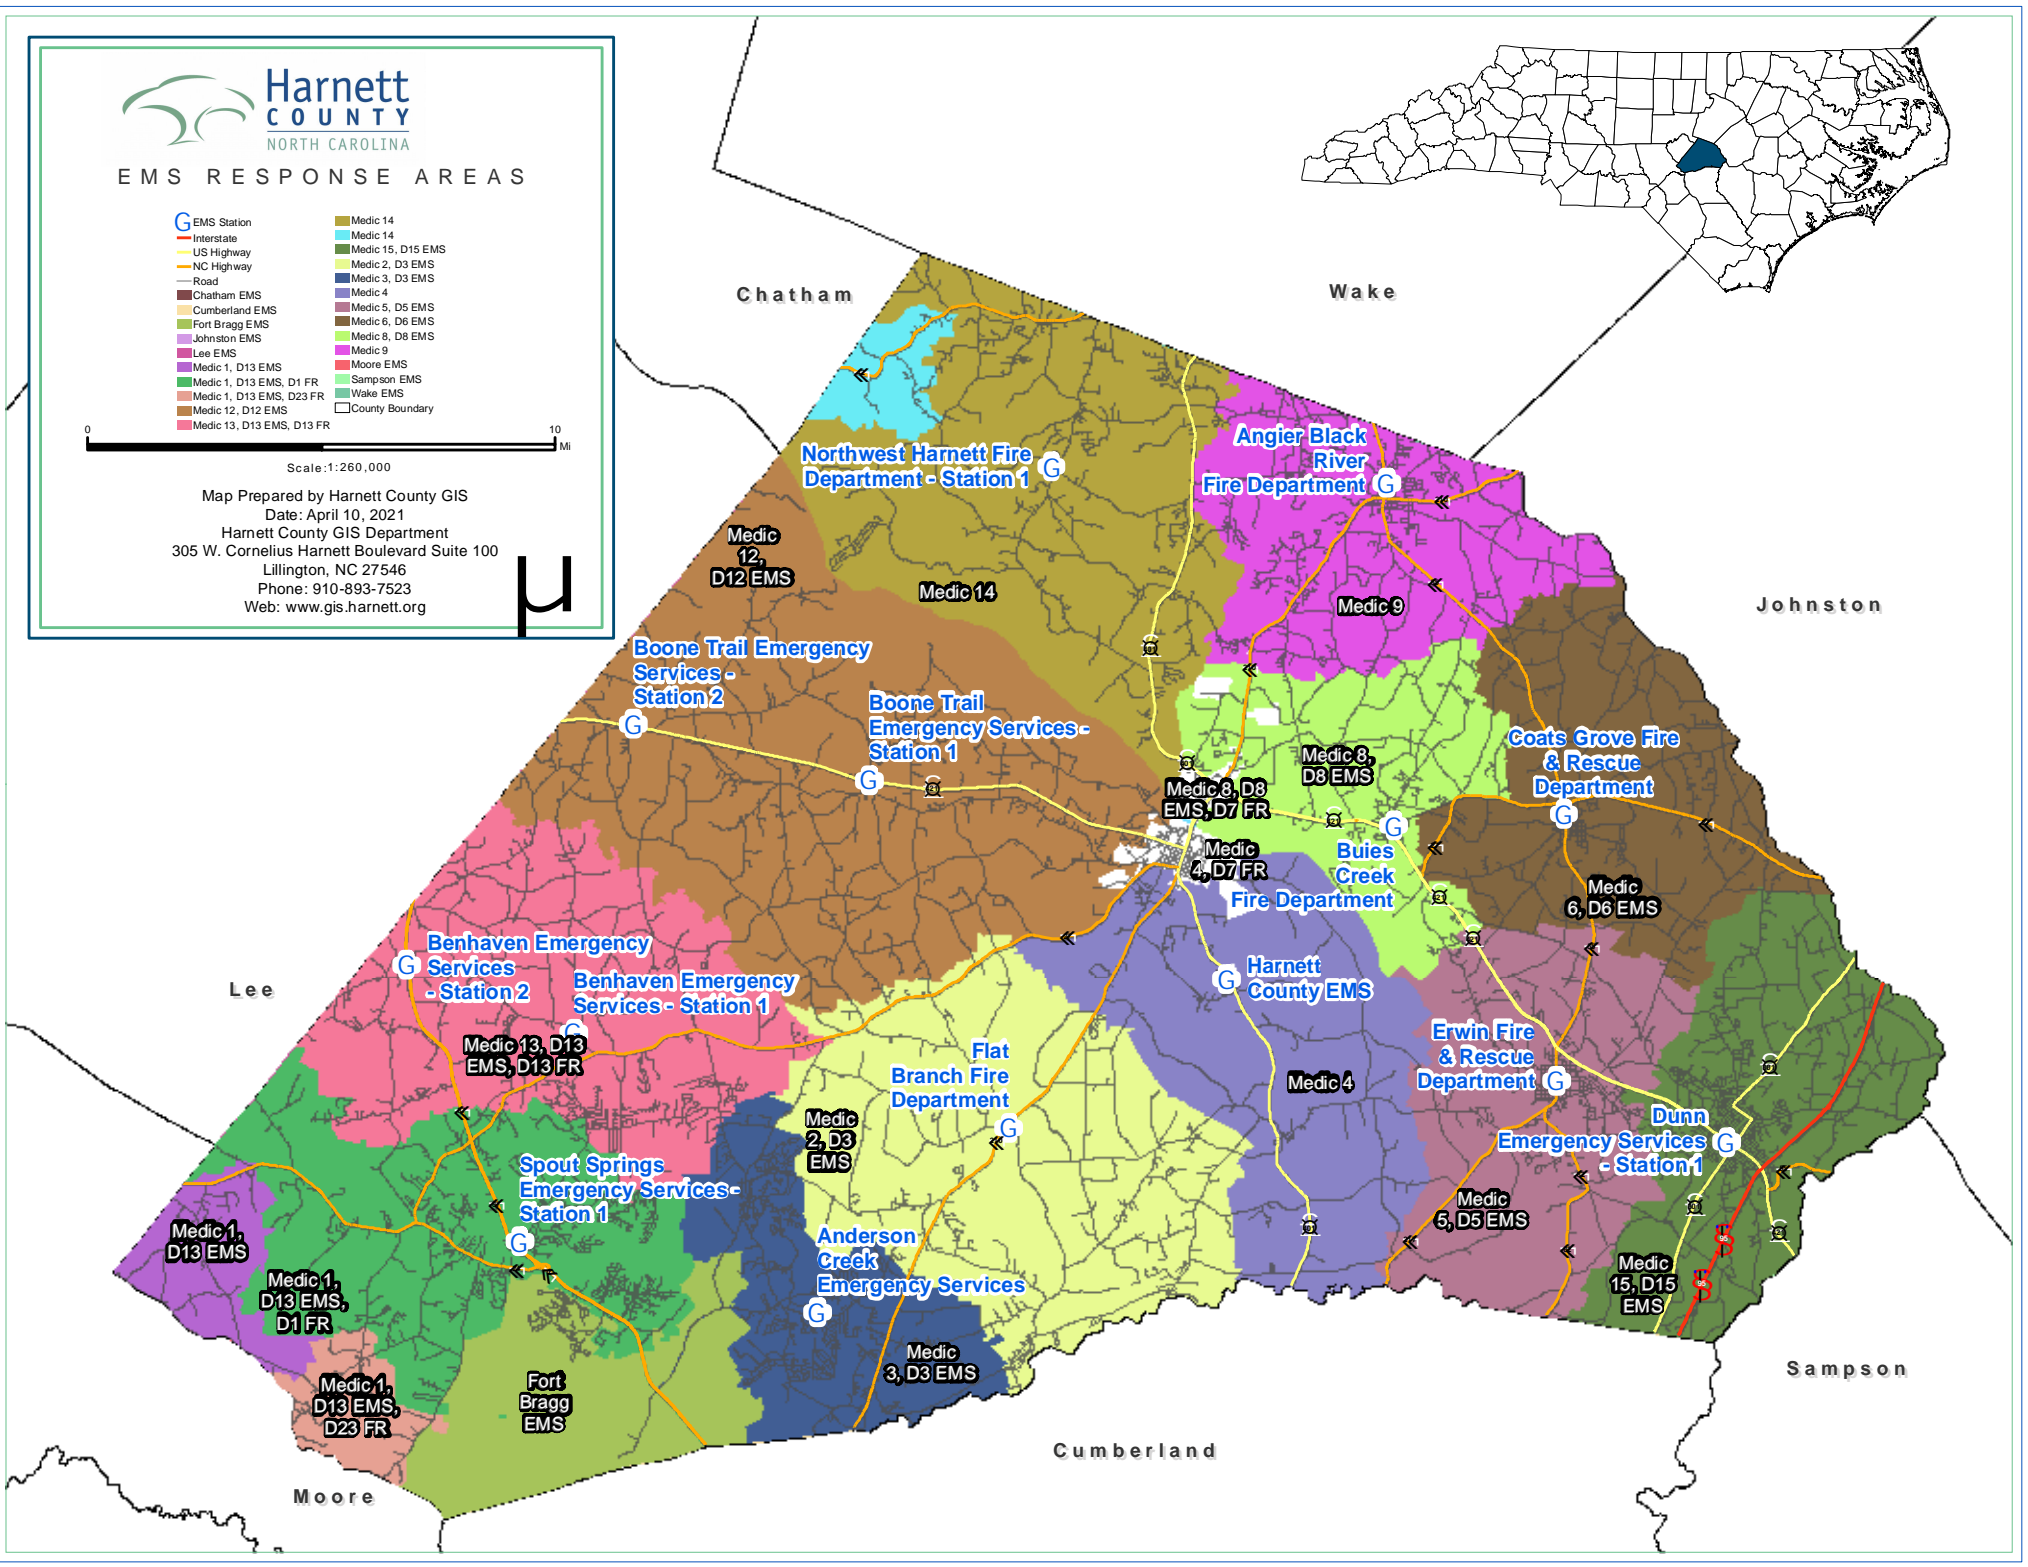 Harnett
COUNTY
NORTH CAROLINA
EMS RESPONSE AREAS
G EMS Station
Interstate
US Highway
NC Highway
Road
Chatham EMS
Cumberland EMS
Fort Bragg EMS
Johnston EMS
Lee EMS
Medic 1, D13 EMS
Medic 1, D13 EMS, D1 FR
Medic 1, D13 EMS, D23 FR
Medic 12, D12 EMS
Medic 13, D13 EMS, D13 FR
Medic 14
Medic 14
Medic 15, D15 EMS
Medic 2, D3 EMS
Medic 3, D3 EMS
Medic 4
Medic 5, D5 EMS
Medic 6, D6 EMS
Medic 8, D8 EMS
Medic 9
Moore EMS
Sampson EMS
Wake EMS
County Boundary
0 10
Mi
Scale:1:260,000
Map Prepared by Harnett County GIS
Date: April 10, 2021
Harnett County GIS Department
305 W. Cornelius Harnett Boulevard Suite 100
Lillington, NC 27546
Phone: 910-893-7523
Web: www.gis.harnett.org
µ
Chatham
Wake
Johnston
Lee
Moore
Cumberland
Sampson
Northwest Harnett Fire
Department - Station 1
G
Angier Black
River
Fire Department
G
Medic
12,
D12 EMS
Medic 14
Medic 9
Boone Trail Emergency
Services -
Station 2
G
Boone Trail
Emergency Services -
Station 1
G
Medic 8,
D8 EMS
Coats Grove Fire
& Rescue
Department
G
Medic 8, D8
EMS, D7 FR
Medic
4, D7 FR
G
Buies
Creek
Fire Department
Medic
6, D6 EMS
Benhaven Emergency
Services
- Station 2
G
Benhaven Emergency
Services - Station 1
G
Medic 13, D13
EMS, D13 FR
Harnett
County EMS
G
Erwin Fire
& Rescue
Department
G
Flat
Branch Fire
Department
G
Medic 4
Medic
2, D3
EMS
Dunn
Emergency Services
- Station 1
G
Spout Springs
Emergency Services -
Station 1
G
Medic
5, D5 EMS
Medic 1,
D13 EMS
Medic 1,
D13 EMS,
D1 FR
Anderson
Creek
Emergency Services
G
Medic
15, D15
EMS
Medic
3, D3 EMS
Medic 1,
D13 EMS,
D23 FR
Fort
Bragg
EMS
95
95